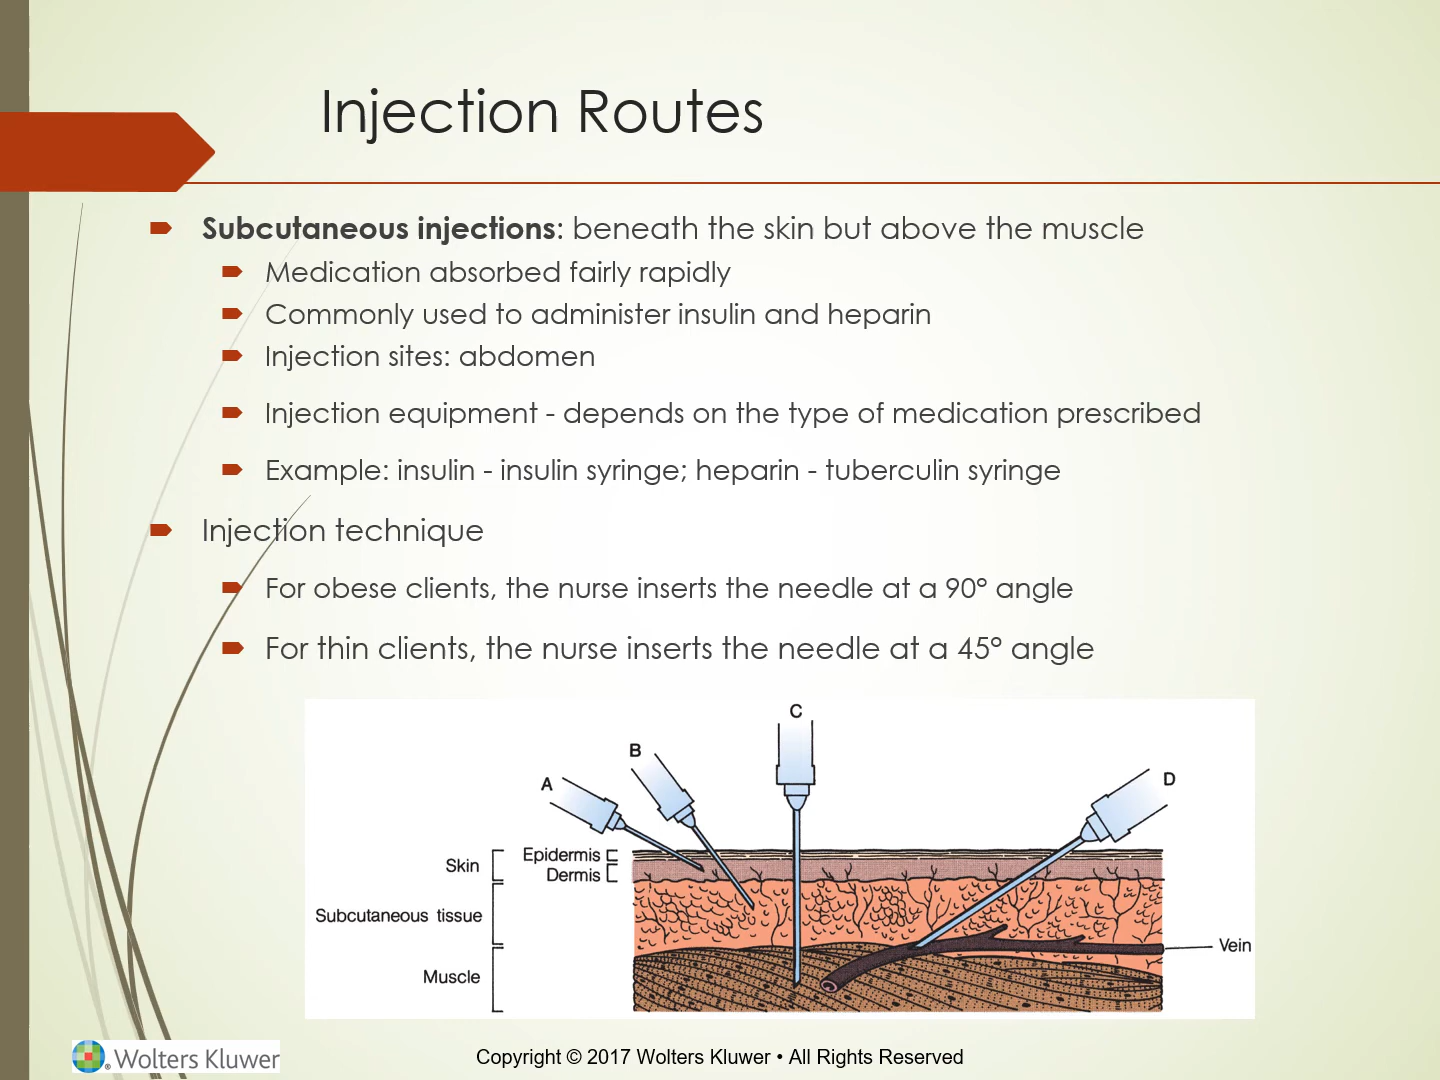 Injection Routes
Subcutaneous injections: beneath the skin but above the muscle
Medication absorbed fairly rapidly
Commonly used to administer insulin and heparin
Injection sites: abdomen
Injection equipment - depends on the type of medication prescribed
Example: insulin - insulin syringe; heparin - tuberculin syringe
Injection technique
For obese clients, the nurse inserts the needle at a 90° angle
For thin clients, the nurse inserts the needle at a 45° angle
C
B
A
D
Epidermis
Skin
Dermis
Subcutaneous tissue
Vein
Muscle
Wolters Kluwer
Copyright © 2017 Wolters Kluwer • All Rights Reserved